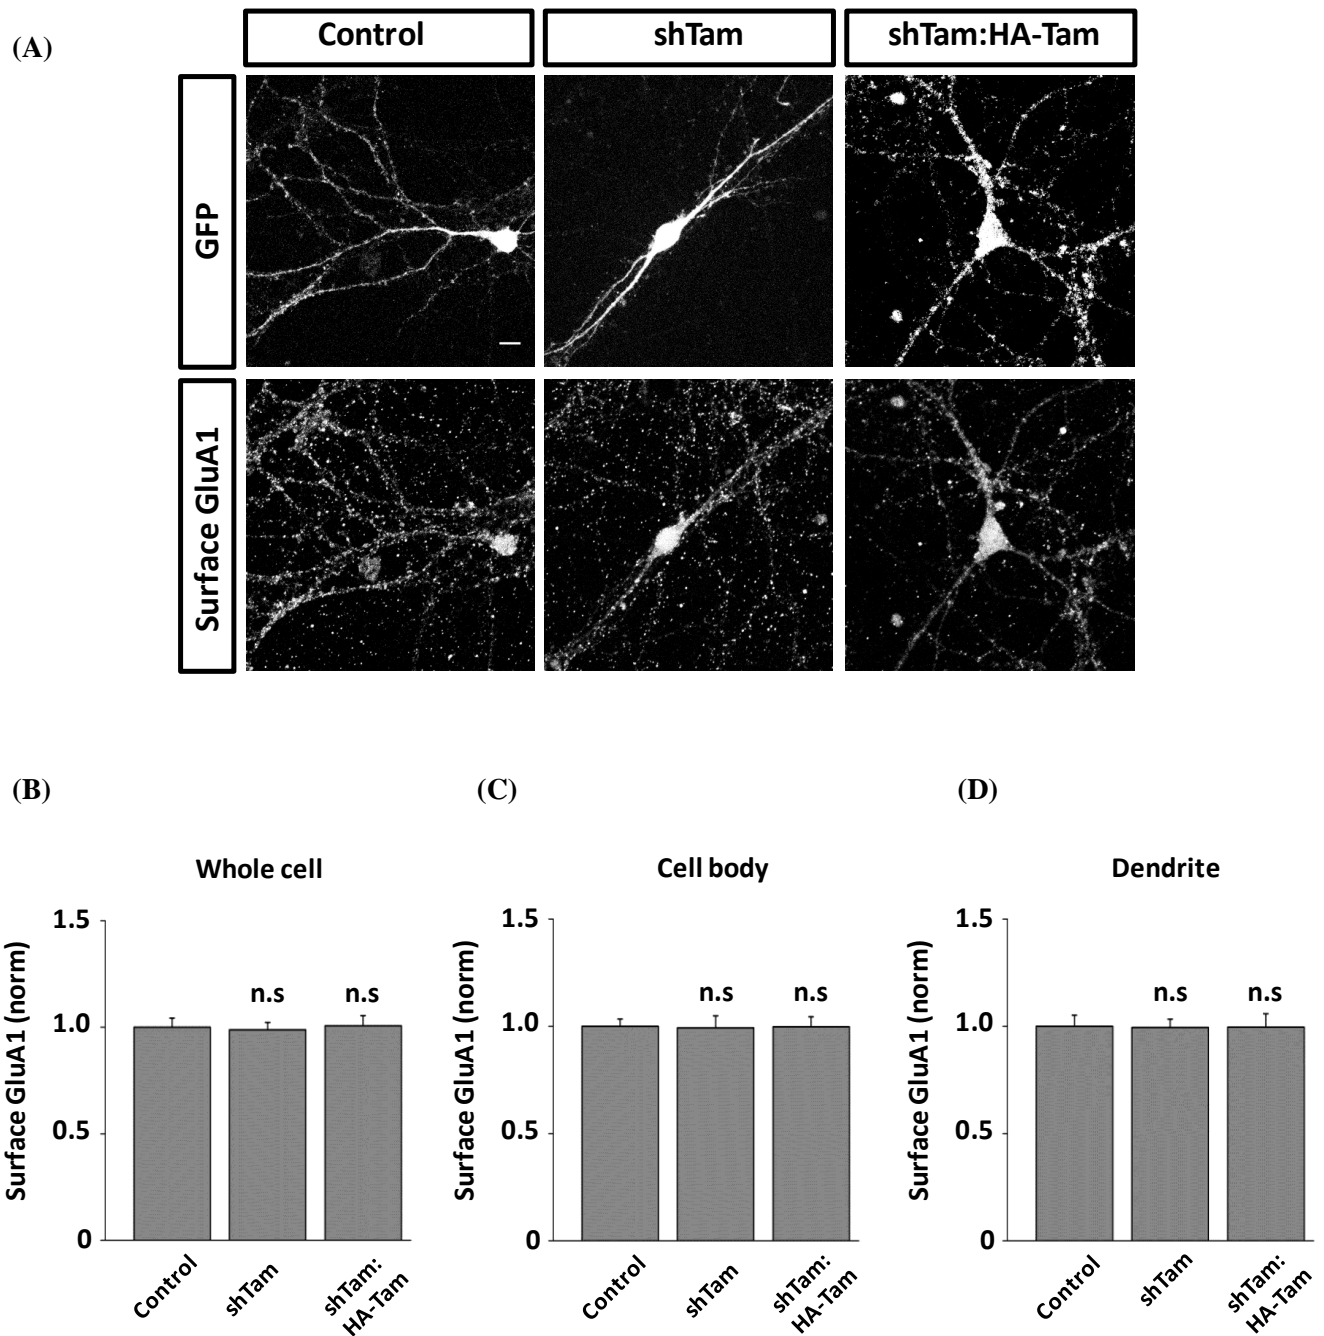 (A)
Control
shTam
shTam:HA-Tam
GFP
Surface GluA1
(B)
Whole cell
Surface GluA1 (norm)
1.5
1.0
0.5
0
n.s
n.s
Control
shTam
shTam:
HA-Tam
(C)
Cell body
Surface GluA1 (norm)
1.5
1.0
0.5
0
n.s
n.s
Control
shTam
shTam:
HA-Tam
(D)
Dendrite
Surface GluA1 (norm)
1.5
1.0
0.5
0
n.s
n.s
Control
shTam
shTam:
HA-Tam